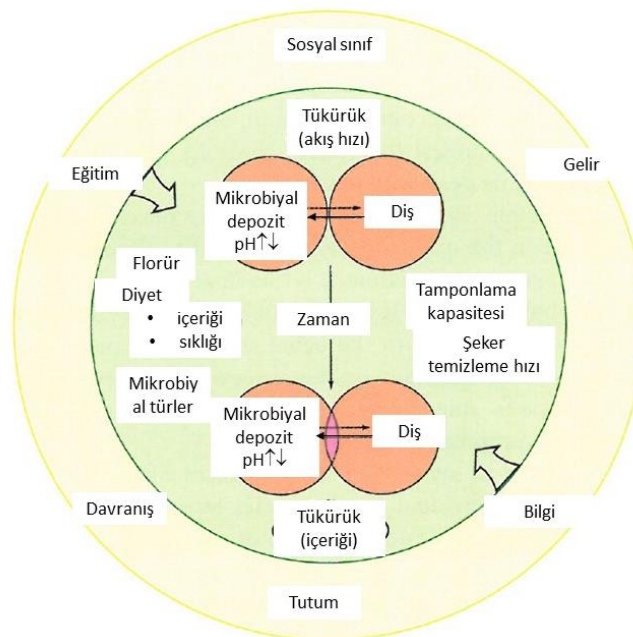 Sosyal sınıf
Tükürük
(akış hızı)
Gelir
Eğitim
Mikrobiyal
depozit
pH↑↓
Diş
Florür
Diyet
• içeriği
• sıklığı
Zaman
Tamponlama
kapasitesi
Şeker
temizleme hızı
Mikrobiy
al türler
Mikrobiyal
depozit
pH↑↓
Diş
Davranış
Tükürük
(içeriği)
Bilgi
Tutum